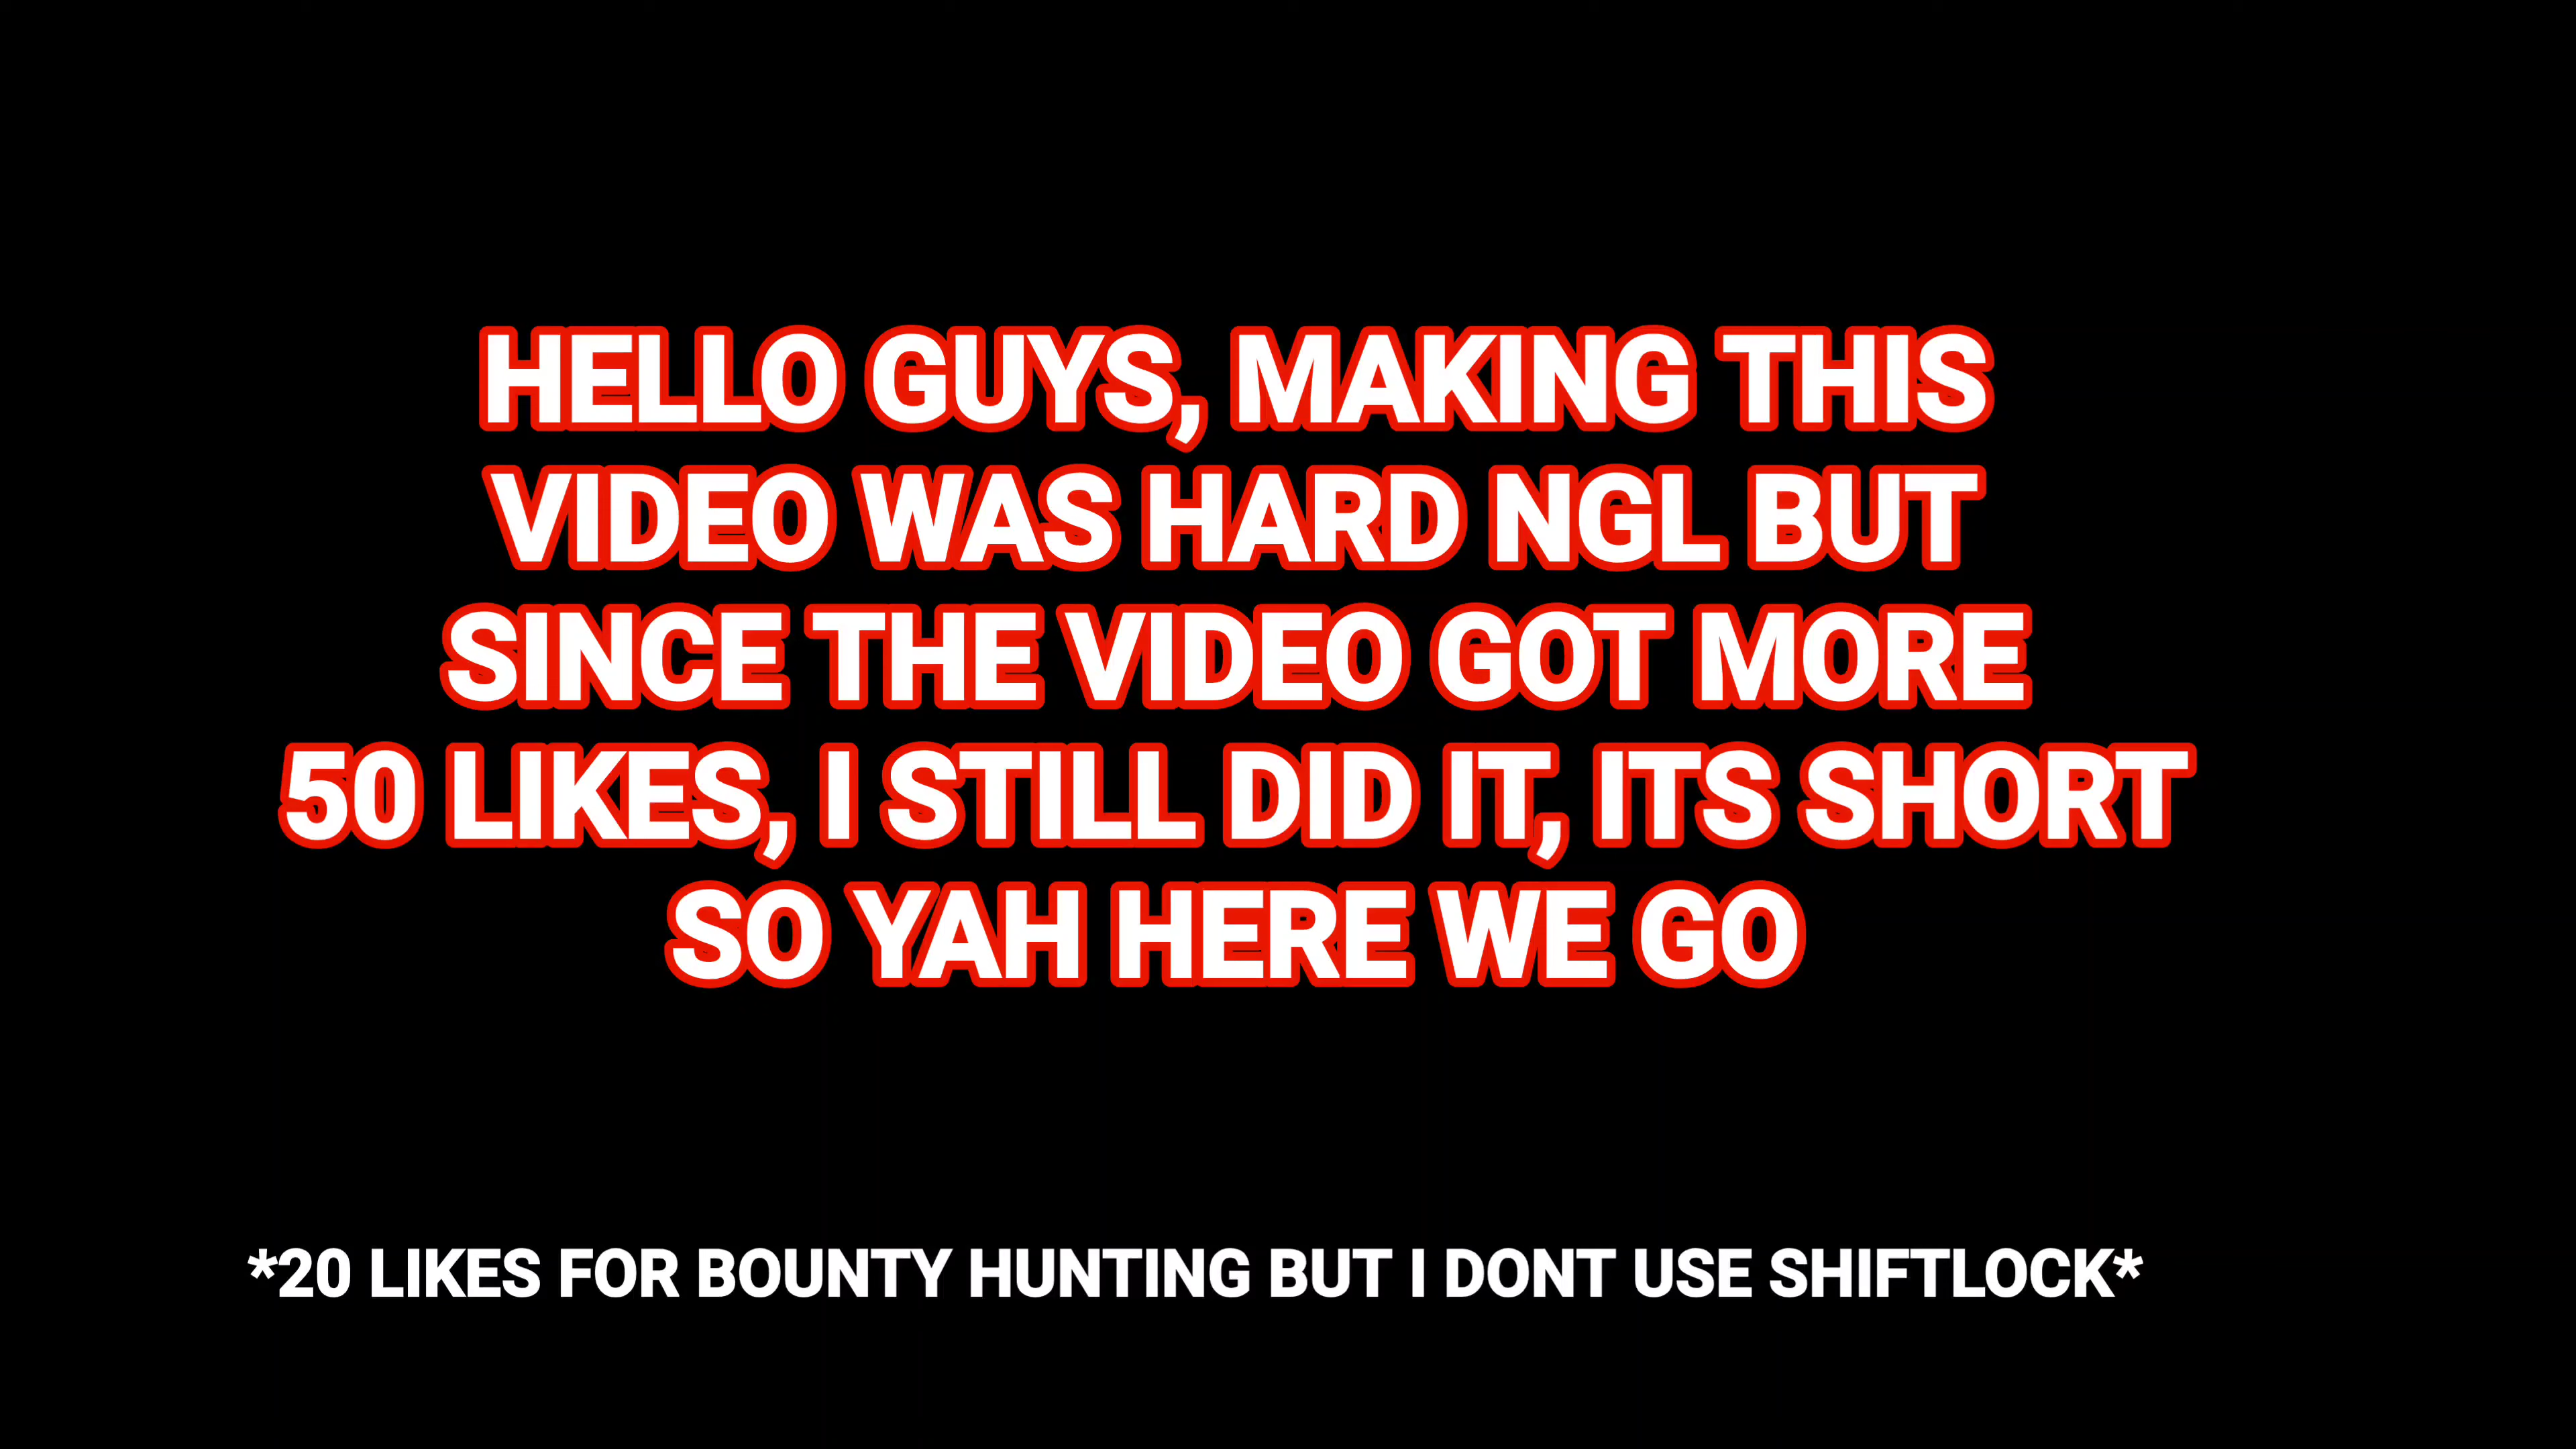 HELLO GUYS, MAKING THIS
VIDEO WAS HARD NGL BUT
SINCE THE VIDEO GOT MORE
50 LIKES, I STILL DID IT, ITS SHORT
SO YAH HERE WE GO
*20 LIKES FOR BOUNTY HUNTING BUT I DONT USE SHIFTLOCK*